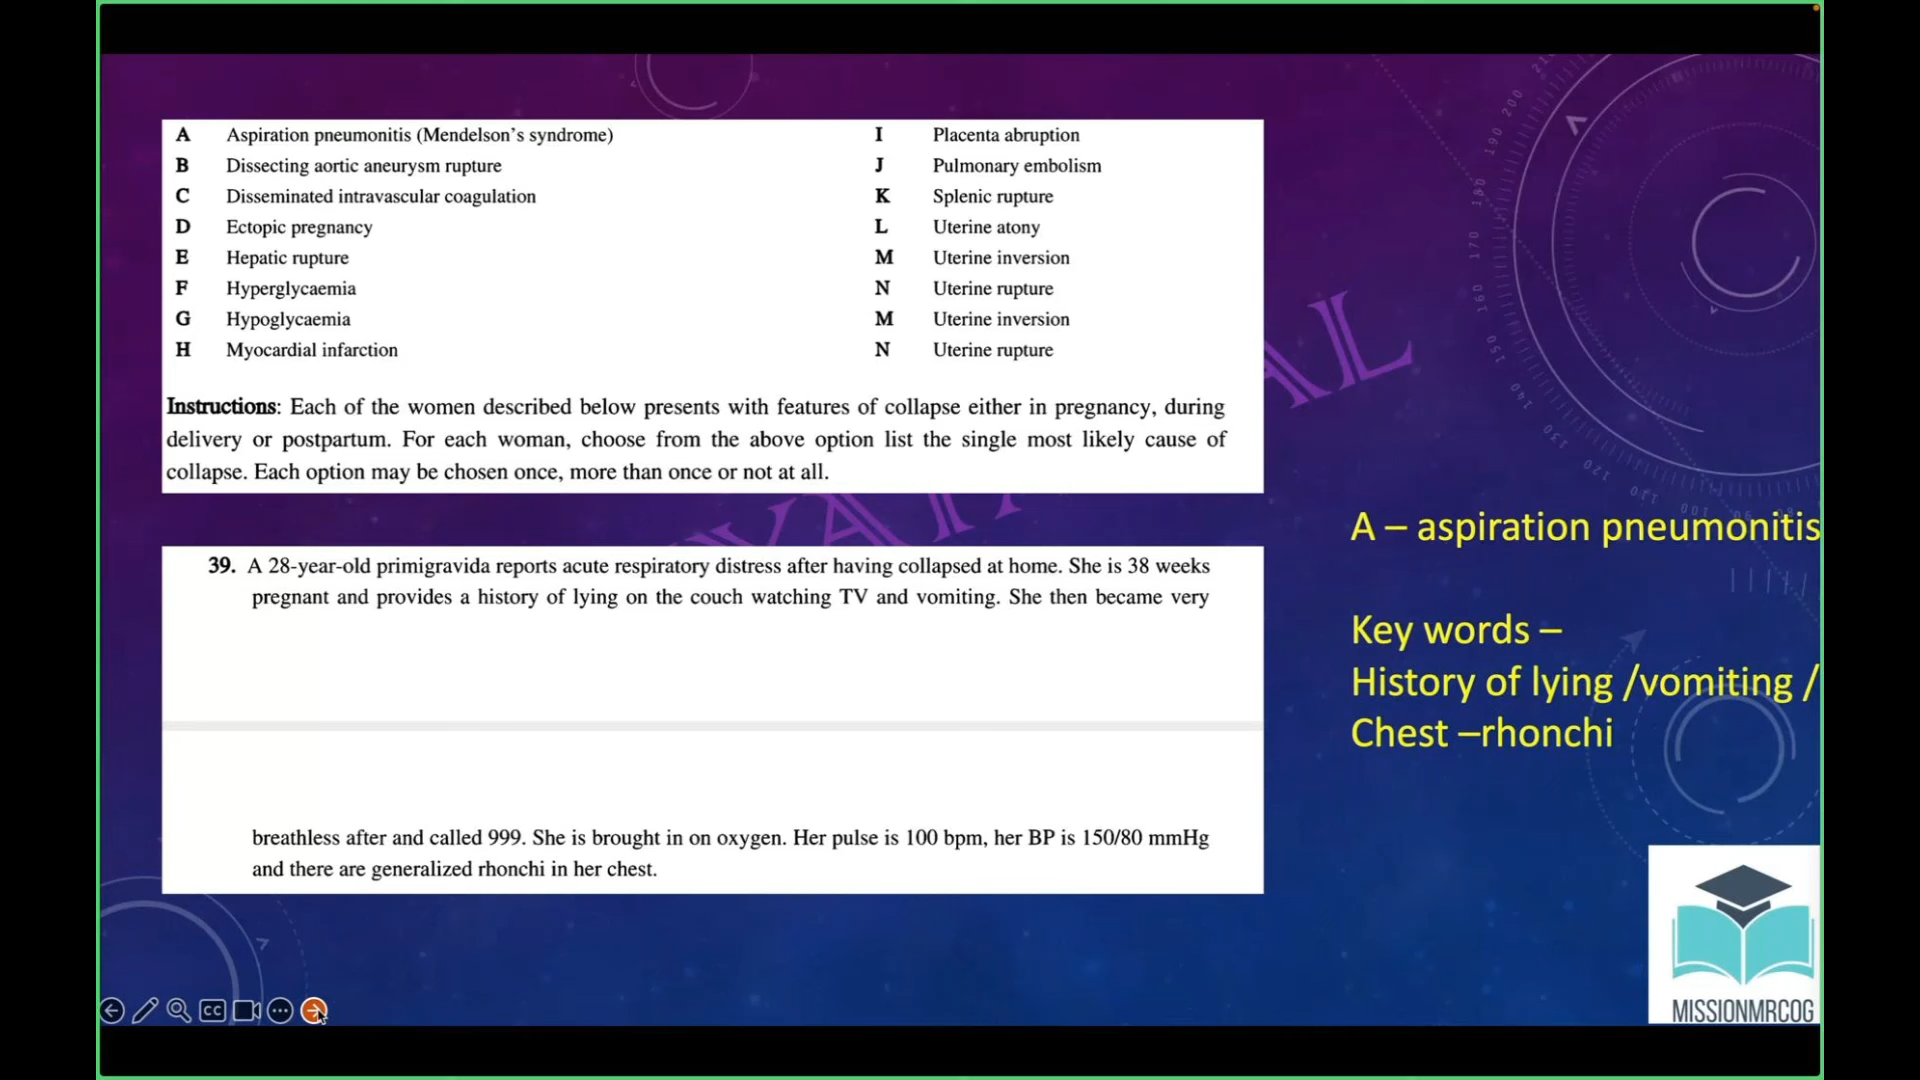 A Aspiration pneumonitis (Mendelson's syndrome)
B Dissecting aortic aneurysm rupture
C Disseminated intravascular coagulation
D Ectopic pregnancy
E Hepatic rupture
F Hyperglycaemia
G Hypoglycaemia
H Myocardial infarction
I Placenta abruption
J Pulmonary embolism
K Splenic rupture
L Uterine atony
M Uterine inversion
N Uterine rupture
M Uterine inversion
N Uterine rupture
Instructions: Each of the women described below presents with features of collapse either in pregnancy, during
delivery or postpartum. For each woman, choose from the above option list the single most likely cause of
collapse. Each option may be chosen once, more than once or not at all.
39. A 28-year-old primigravida reports acute respiratory distress after having collapsed at home. She is 38 weeks
pregnant and provides a history of lying on the couch watching TV and vomiting. She then became very
breathless after and called 999. She is brought in on oxygen. Her pulse is 100 bpm, her BP is 150/80 mmHg
and there are generalized rhonchi in her chest.
A – aspiration pneumonitis
Key words –
History of lying /vomiting /
Chest –rhonchi
MISSIONMRCOG
CC